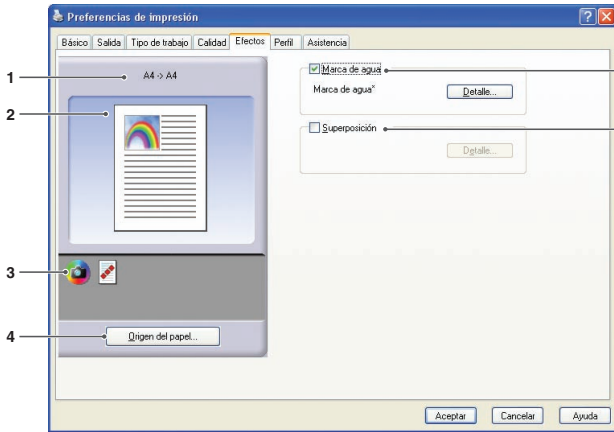 Preferencias de impresión
Básico Salida Tipo de trabajo Calidad Efectos Perfil Asistencia
1
A4 -> A4
2
3
4
Origen del papel...
Marca de agua
Marca de agua*
Detalle...
Superposición
Detalle...
Aceptar Cancelar Ayuda